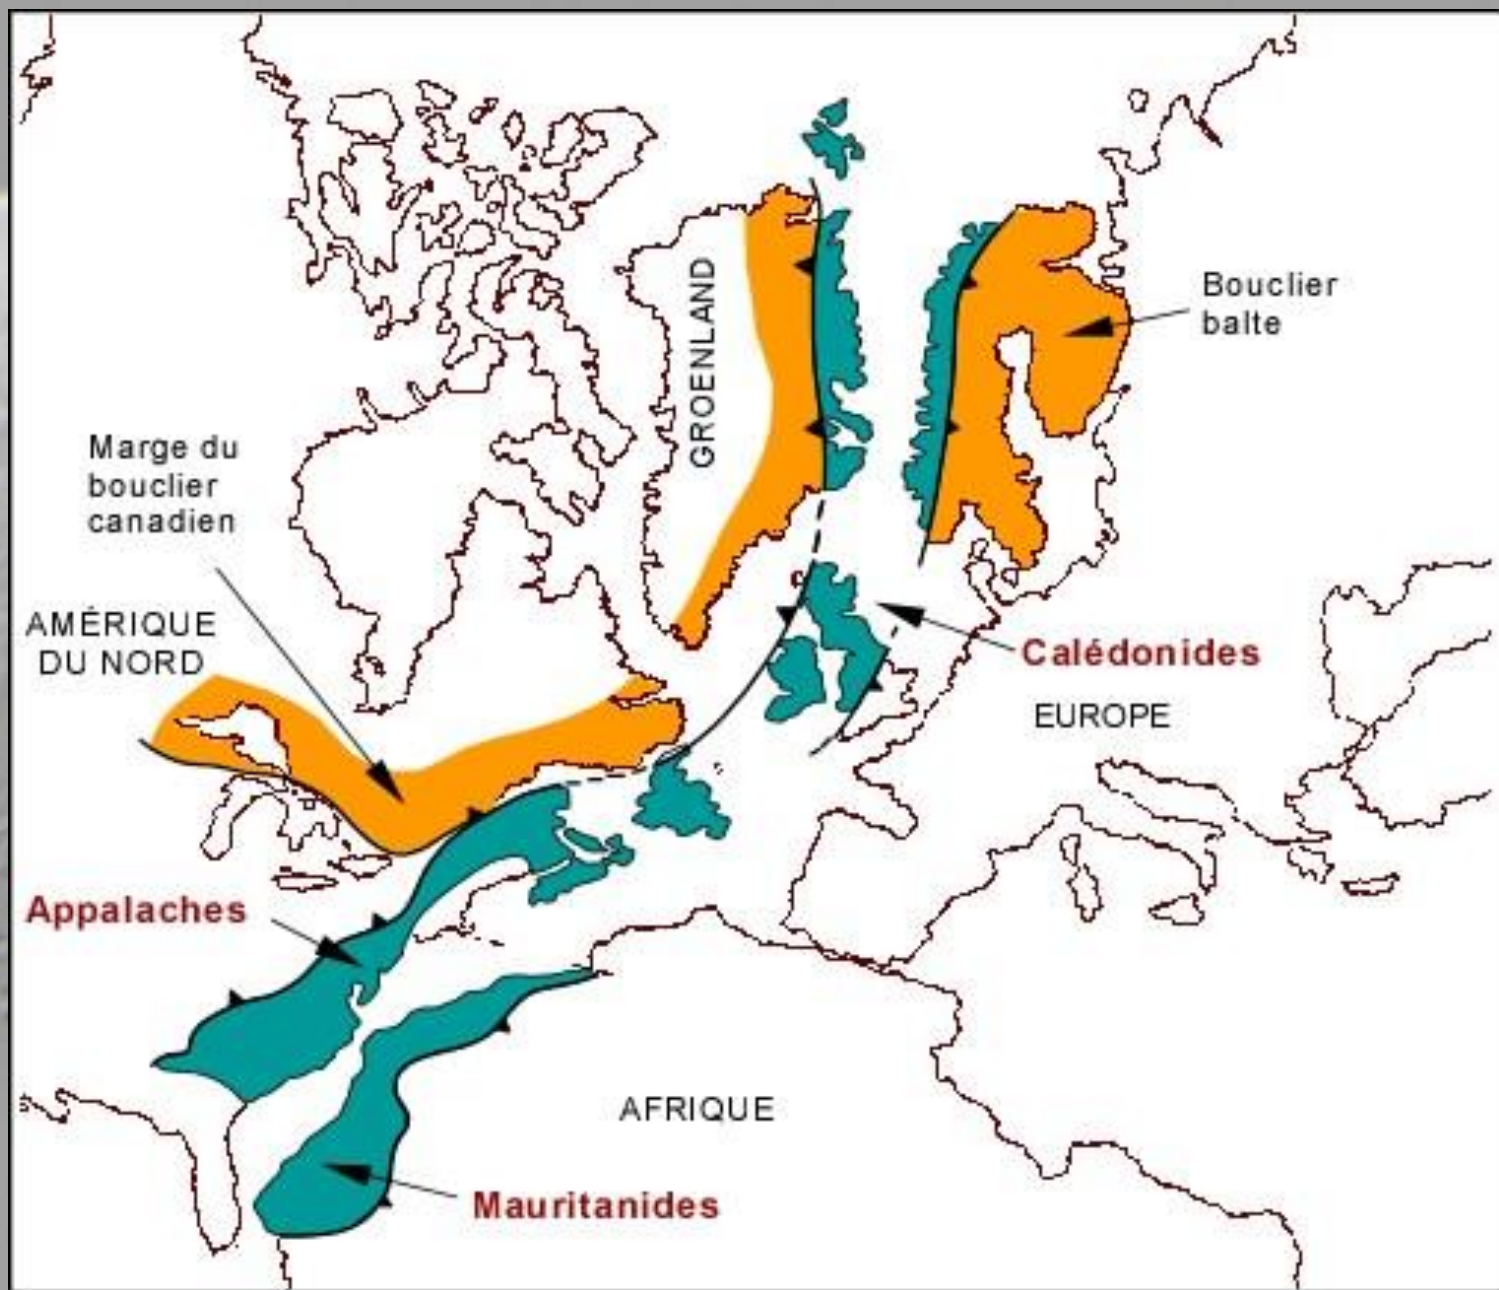 GROENLAND
Bouclier
balte
Marge du
bouclier
canadien
AMÉRIQUE
DU NORD
Calédonides
EUROPE
Appalaches
AFRIQUE
Mauritanides